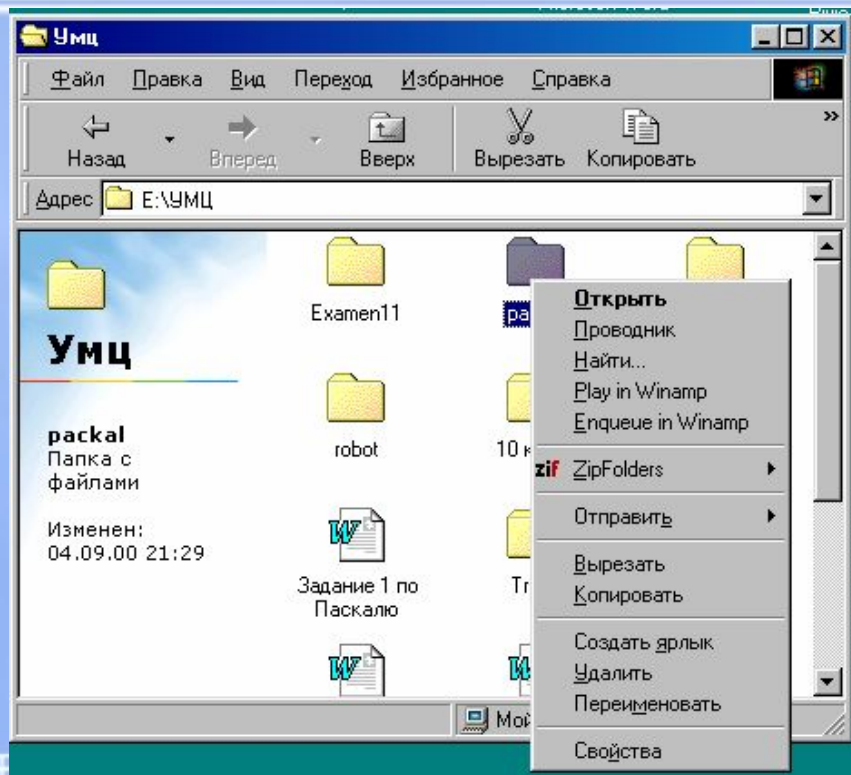 Умц
Файл Правка Вид Переход Избранное Справка
Назад Вперед Вверх Вырезать Копировать »
Адрес E:\УМЦ
Умц
packal
Папка с
файлами
Изменен:
04.09.00 21:29
Examen11
robot
10
Задание 1 по
Паскалю
Открыть
Проводник
Найти...
Play in Winamp
Enqueue in Winamp
zif ZipFolders
Отправить
Вырезать
Копировать
Создать ярлык
Удалить
Переименовать
Свойства